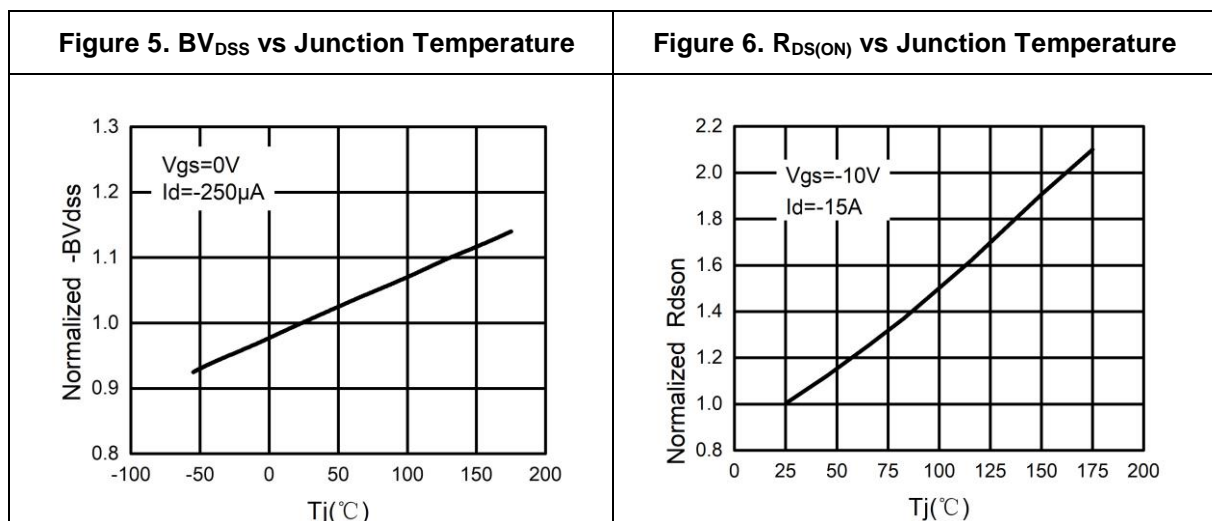 Figure 5. BVDSS vs Junction Temperature
Figure 6. RDS(ON) vs Junction Temperature
1.3
1.2
1.1
1.0
0.9
0.8
-100 -50 0 50 100 150 200
Normalized -BVdss
Vgs=0V
Id=-250μA
Tj(℃)
2.2
2.0
1.8
1.6
1.4
1.2
1.0
0.8
0 25 50 75 100 125 150 175 200
Normalized Rdson
Vgs=-10V
Id=-15A
Tj(℃)